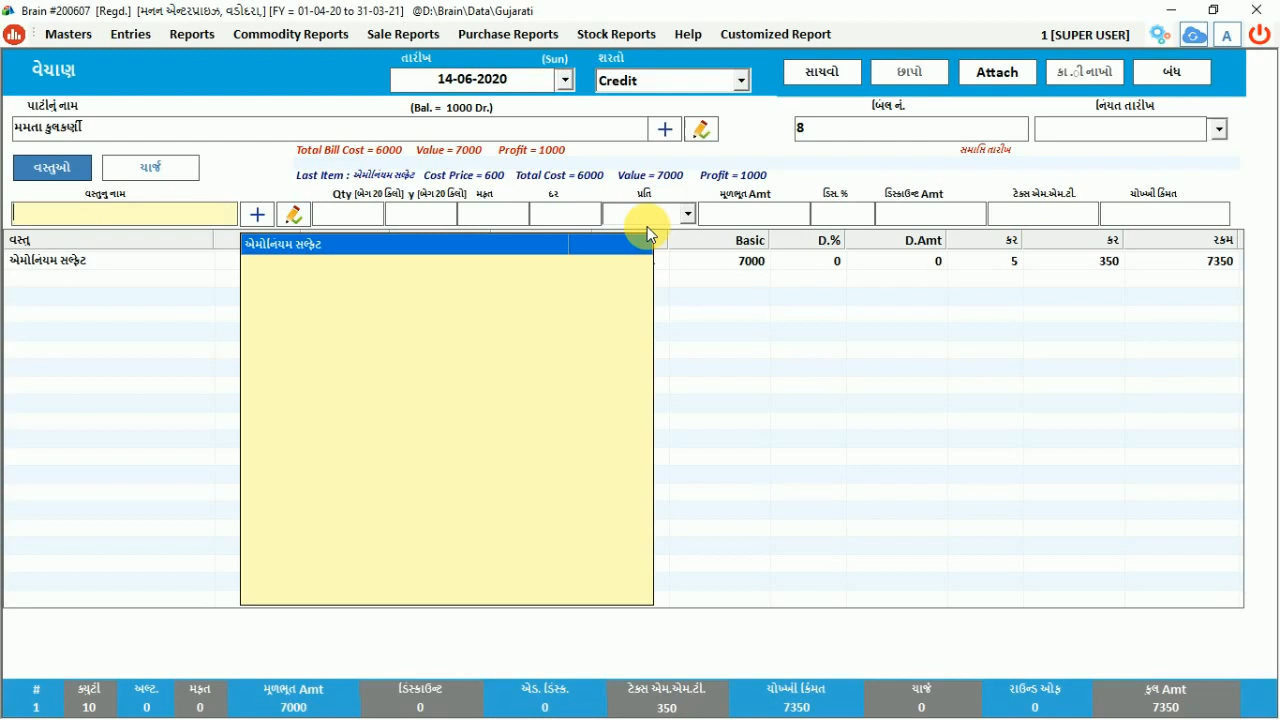 Brain #200607 [Regd.] [મનન એન્ટરપ્રાઇઝ, વડોદરા,] [FY = 01-04-20 to 31-03-21] @D:\Brain\Data\Gujarati
Masters Entries Reports Commodity Reports Sale Reports Purchase Reports Stock Reports Help Customized Report 1 [SUPER USER] A
વેચાણ તારીખ (Sun) શરતો
14-06-2020 Credit સાચવો છાપો Attach કા .ી નાખો બંધ
પાર્ટીનું નામ (Bal. = 1000 Dr.) બિલ નં. નિયત તારીખ
મમતા કુલકર્ણી 8
Total Bill Cost = 6000 Value = 7000 Profit = 1000 સમાપ્તિ તારીખ
વસ્તુઓ ચાર્જ Last Item : એમોનિયમ સલ્ફેટ Cost Price = 600 Total Cost = 6000 Value = 7000 Profit = 1000
વસ્તુનુ નામ Qty [બેગ 20 કિલો] y [બેગ 20 કિલો] મફત દર પ્રતિ મૂળભૂત Amt ડિસ. % ડિસ્કાઉન્ટ Amt ટેક્સ એમ.એમ.ટી. ચોખ્ખી કિંમત
વસ્તુ Basic D.% D.Amt કર કર રકમ
એમોનિયમ સલ્ફેટ
એમોનિયમ સલ્ફેટ 7000 0 0 5 350 7350
# ક્યુટી અલ્ટ. મફત મૂળભૂત Amt ડિસ્કાઉન્ટ એડ. ડિસ્ક. ટેક્સ એમ.એમ.ટી. ચોખ્ખી કિંમત ચાર્જ રાઉન્ડ ઓફ કુલ Amt
1 10 0 0 7000 0 0 350 7350 0 0 7350